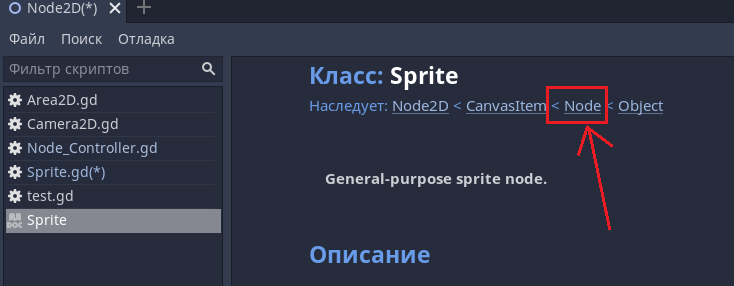 Node2D(*)
Файл Поиск Отладка
Фильтр скриптов
Area2D.gd
Camera2D.gd
Node_Controller.gd
Sprite.gd(*)
test.gd
Sprite
Класс: Sprite
Наследует: Node2D < CanvasItem < Node < Object
General-purpose sprite node.
Описание